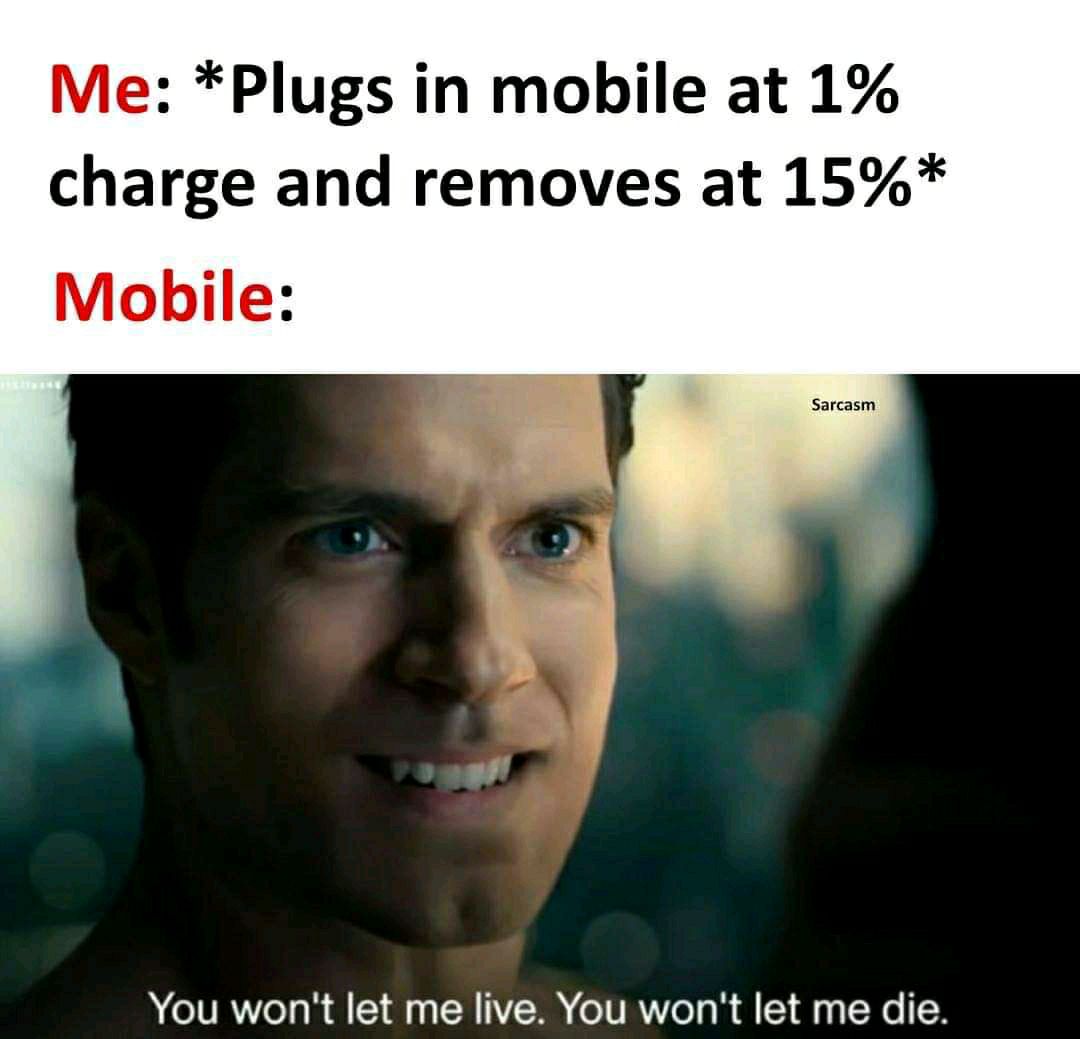 Me: *Plugs in mobile at 1%
charge and removes at 15%*
Mobile:
Sarcasm
You won't let me live. You won't let me die.